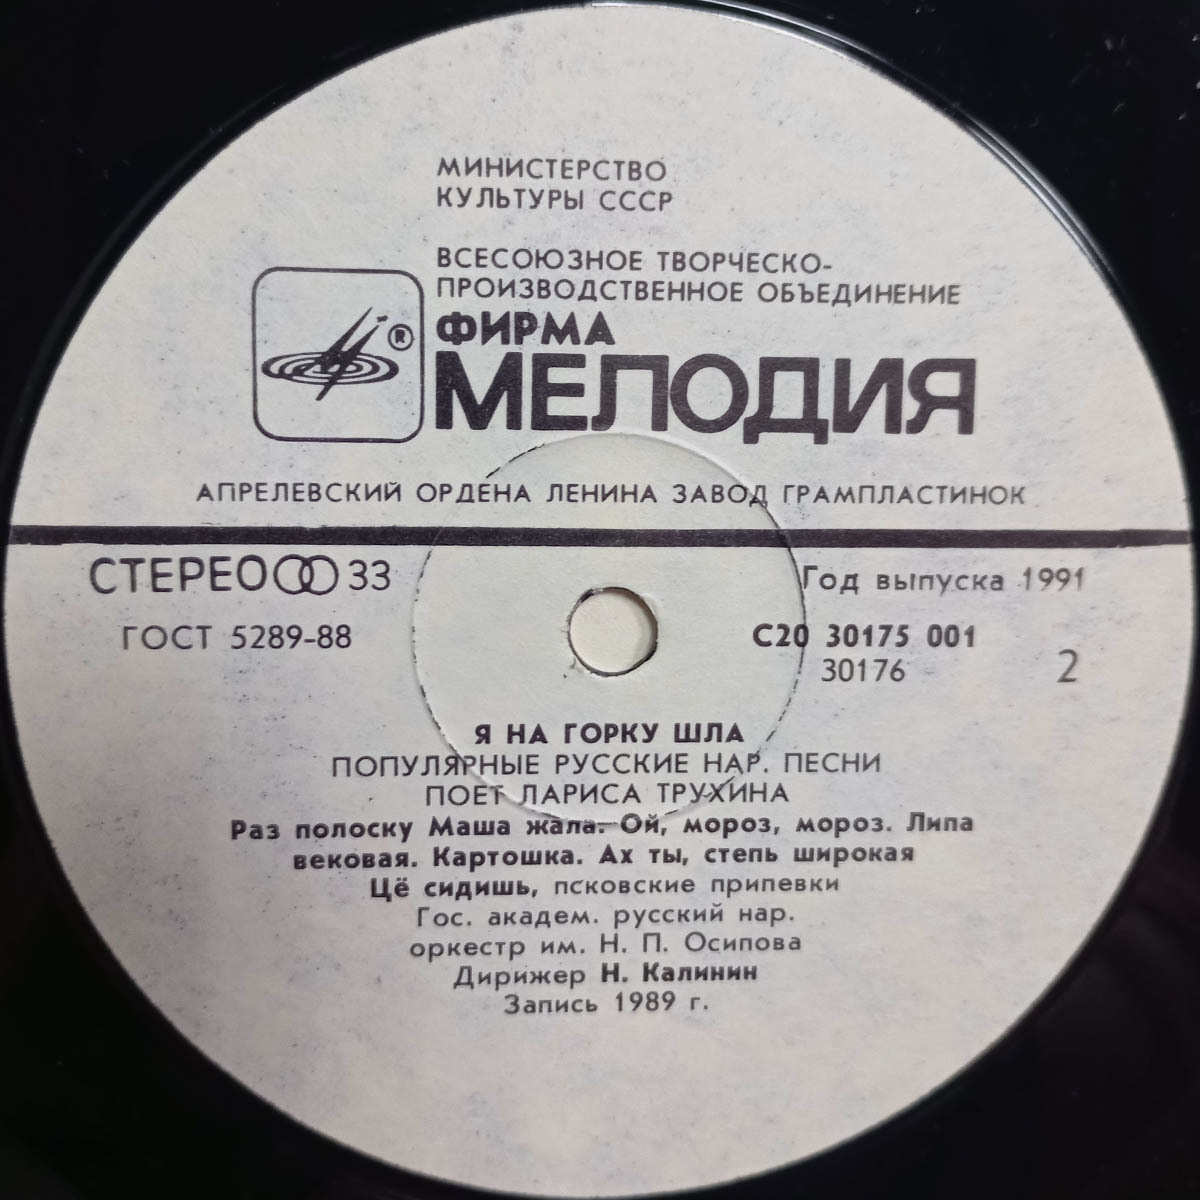 МИНИСТЕРСТВО
КУЛЬТУРЫ СССР
ВСЕСОЮЗНОЕ ТВОРЧЕСКО-
ПРОИЗВОДСТВЕННОЕ ОБЪЕДИНЕНИЕ
®
ФИРМА
МЕЛОДИЯ
АПРЕЛЕВСКИЙ ОРДЕНА ЛЕНИНА ЗАВОД ГРАМПЛАСТИНОК
СТЕРЕО 33
Год выпуска 1991
ГОСТ 5289-88
С20 30175 001
30176
2
Я НА ГОРКУ ШЛА
ПОПУЛЯРНЫЕ РУССКИЕ НАР. ПЕСНИ
ПОЕТ ЛАРИСА ТРУХИНА
Раз полоску Маша жала. Ой, мороз, мороз. Липа
вековая. Картошка. Ах ты, степь широкая
Цё сидишь, псковские припевки
Гос. академ. русский нар.
оркестр им. Н. П. Осипова
Дирижер Н. Калинин
Запись 1989 г.